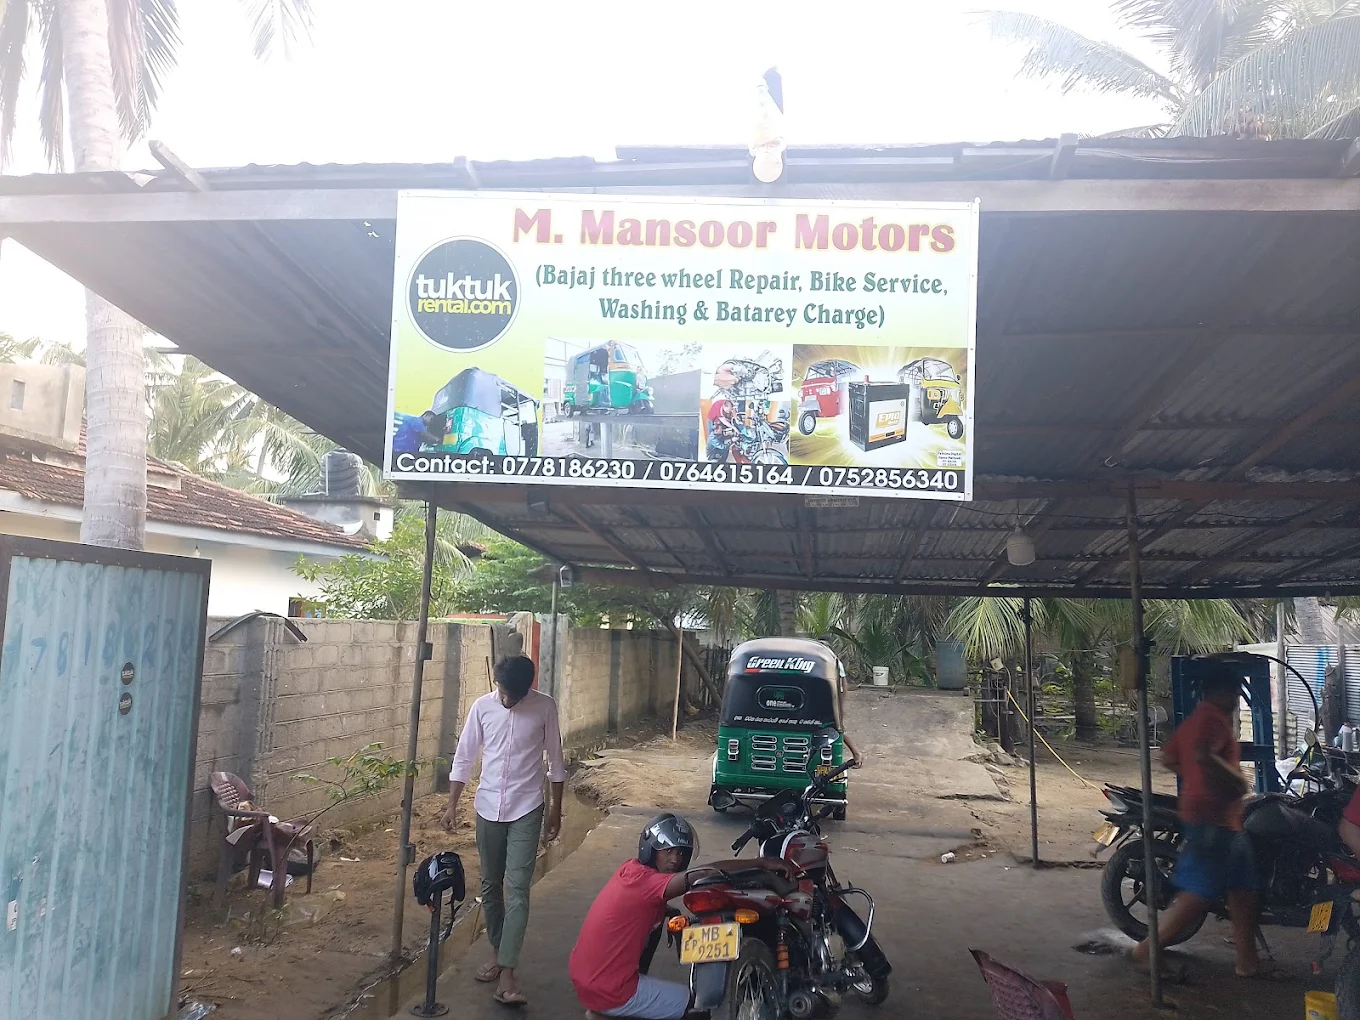 M. Mansoor Motors
tuktuk
rental.com
(Bajaj three wheel Repair, Bike Service,
Washing & Batarey Charge)
Contact: 0778186230 / 0764615164 / 0752856340
Green King
one
MB
EP 9251